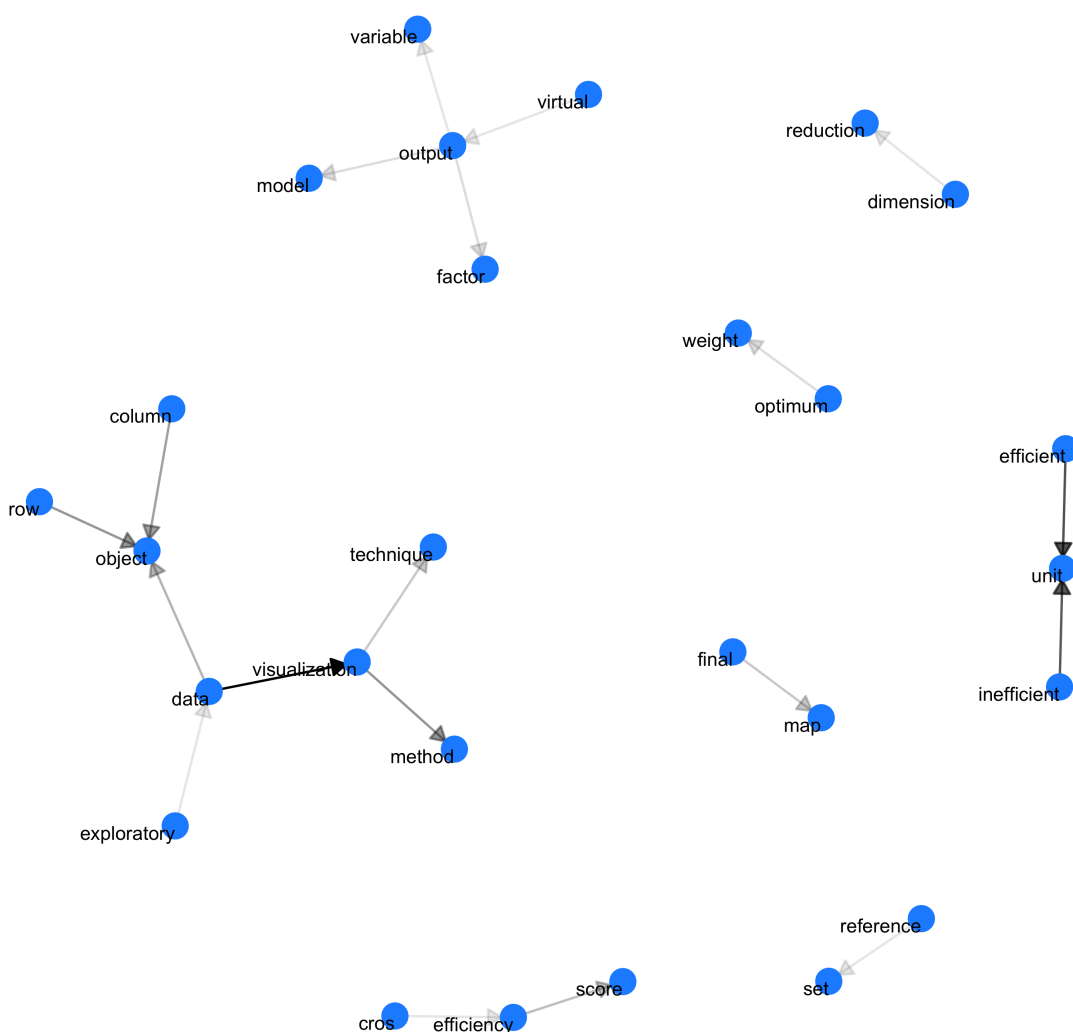 variable
virtual
reduction
output
model
dimension
factor
weight
optimum
column
efficient
row
technique
object
unit
final
visualization
inefficient
data
map
method
exploratory
reference
score
set
cros
efficiency